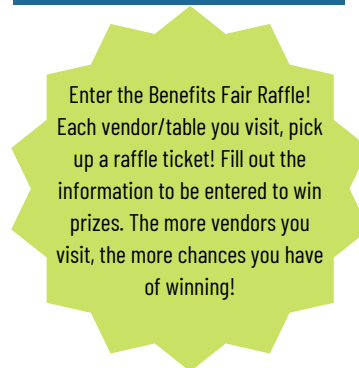 Enter the Benefits Fair Raffle!
Each vendor/table you visit, pick
up a raffle ticket! Fill out the
information to be entered to win
prizes. The more vendors you
visit, the more chances you have
of winning!